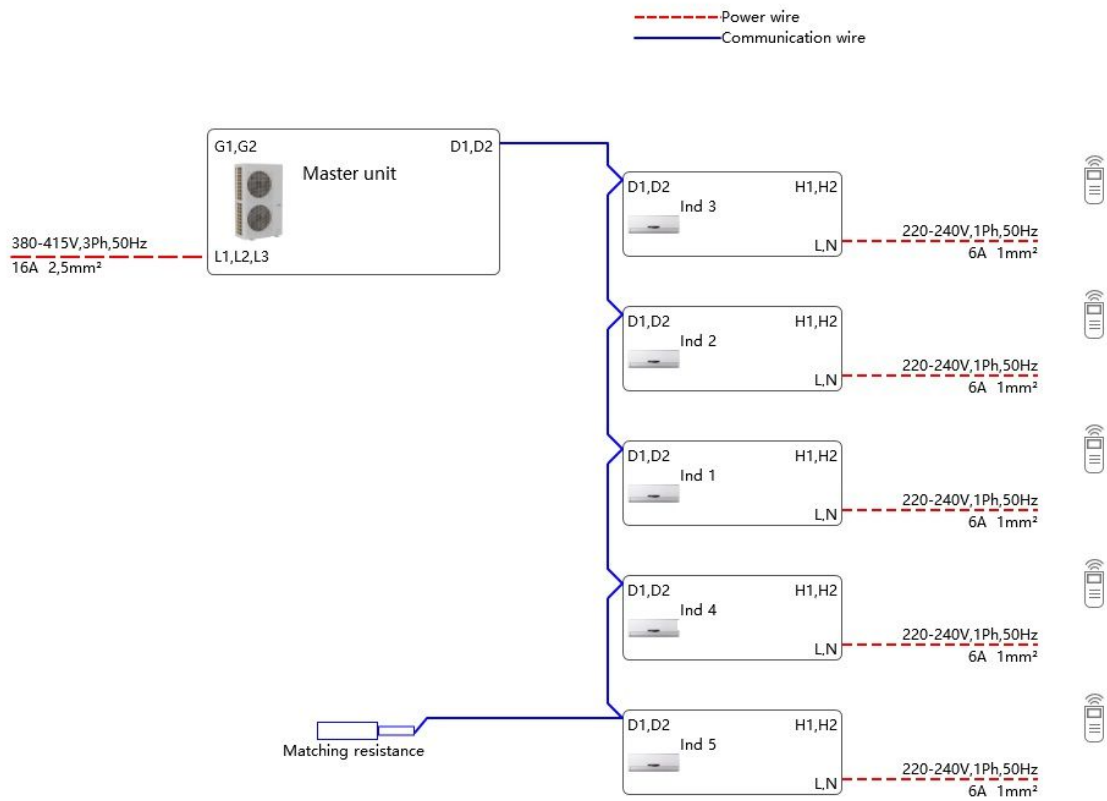 Power wire
Communication wire
G1,G2
D1,D2
Master unit
380-415V,3Ph,50Hz
16A 2,5mm²
L1,L2,L3
D1,D2
H1,H2
Ind 3
L,N
220-240V,1Ph,50Hz
6A 1mm²
D1,D2
H1,H2
Ind 2
L,N
220-240V,1Ph,50Hz
6A 1mm²
D1,D2
H1,H2
Ind 1
L,N
220-240V,1Ph,50Hz
6A 1mm²
D1,D2
H1,H2
Ind 4
L,N
220-240V,1Ph,50Hz
6A 1mm²
Matching resistance
D1,D2
H1,H2
Ind 5
L,N
220-240V,1Ph,50Hz
6A 1mm²